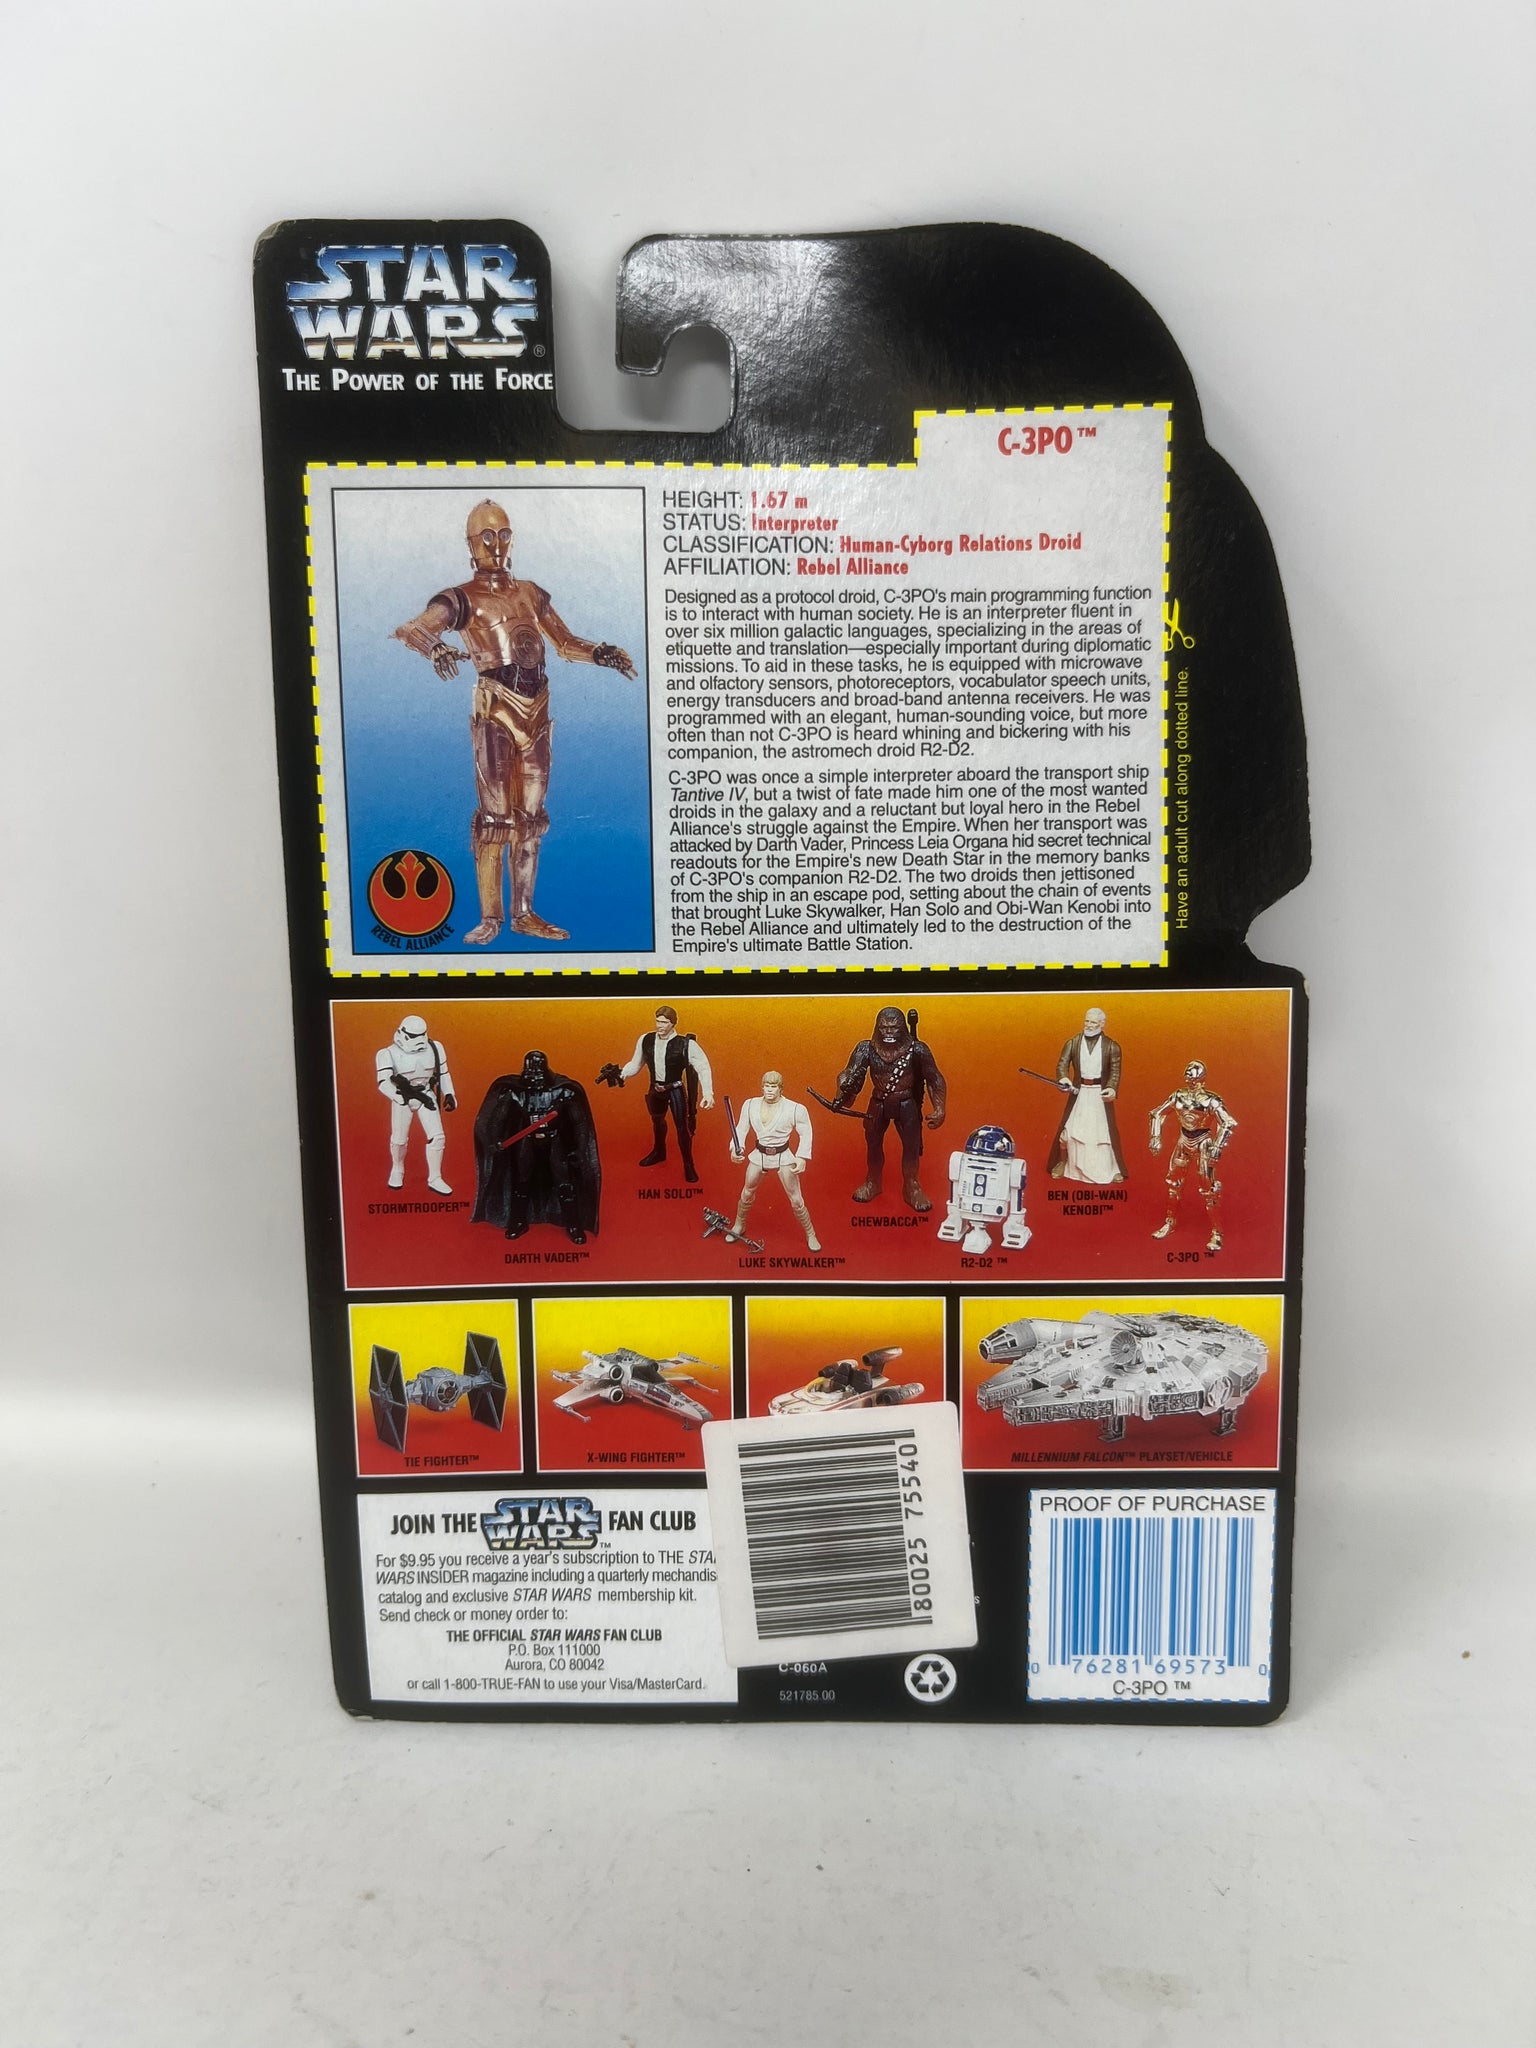 STAR
WARS®
THE POWER OF THE FORCE
C-3PO™
HEIGHT: 1.67 m
STATUS: Interpreter
CLASSIFICATION: Human-Cyborg Relations Droid
AFFILIATION: Rebel Alliance
Designed as a protocol droid, C-3PO's main programming function
is to interact with human society. He is an interpreter fluent in
over six million galactic languages, specializing in the areas of
etiquette and translation—especially important during diplomatic
missions. To aid in these tasks, he is equipped with microwave
and olfactory sensors, photoreceptors, vocabulator speech units,
energy transducers and broad-band antenna receivers. He was
programmed with an elegant, human-sounding voice, but more
often than not C-3PO is heard whining and bickering with his
companion, the astromech droid R2-D2.
C-3PO was once a simple interpreter aboard the transport ship
Tantive IV, but a twist of fate made him one of the most wanted
droids in the galaxy and a reluctant but loyal hero in the Rebel
Alliance's struggle against the Empire. When her transport was
attacked by Darth Vader, Princess Leia Organa hid secret technical
readouts for the Empire's new Death Star in the memory banks
of C-3PO's companion R2-D2. The two droids then jettisoned
from the ship in an escape pod, setting about the chain of events
that brought Luke Skywalker, Han Solo and Obi-Wan Kenobi into
the Rebel Alliance and ultimately led to the destruction of the
Empire's ultimate Battle Station.
REBEL ALLIANCE
Have an adult cut along dotted line.
STORMTROOPER™
DARTH VADER™
HAN SOLO™
LUKE SKYWALKER™
CHEWBACCA™
R2-D2 ™
BEN (OBI-WAN)
KENOBI™
C-3PO ™
TIE FIGHTER™
X-WING FIGHTER™
MILLENNIUM FALCON™ PLAYSET/VEHICLE
JOIN THE STAR WARS™ FAN CLUB
For $9.95 you receive a year's subscription to THE STA
WARS INSIDER magazine including a quarterly merchandis
catalog and exclusive STAR WARS membership kit.
Send check or money order to:
THE OFFICIAL STAR WARS FAN CLUB
P.O. Box 111000
Aurora, CO 80042
or call 1-800-TRUE-FAN to use your Visa/MasterCard.
80025 75540
C-060A
521785.00
PROOF OF PURCHASE
0 76281 69573 0
C-3PO ™